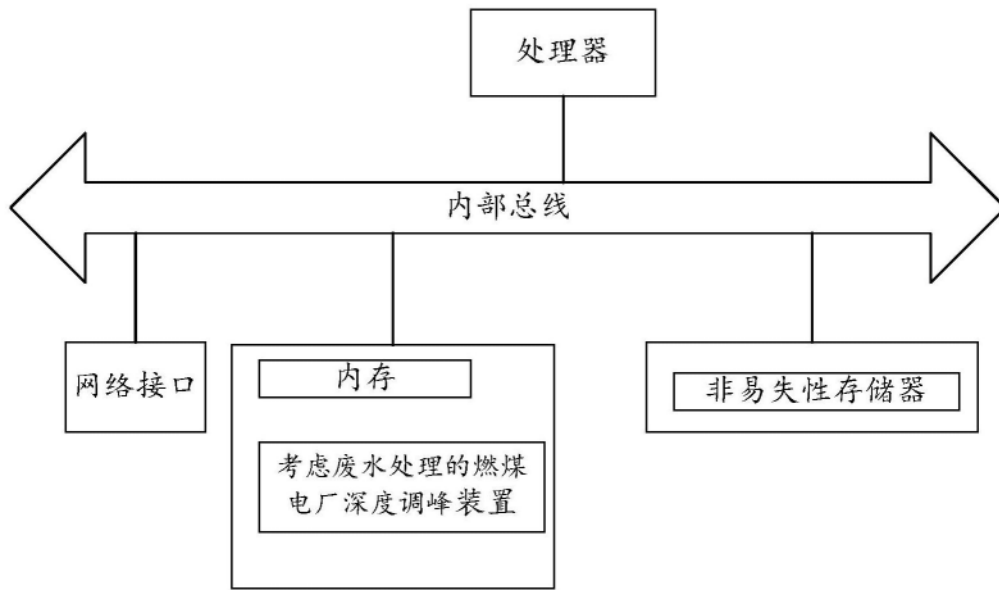 处理器
内部总线
网络接口
内存
非易失性存储器
考虑废水处理的燃煤
电厂深度调峰装置